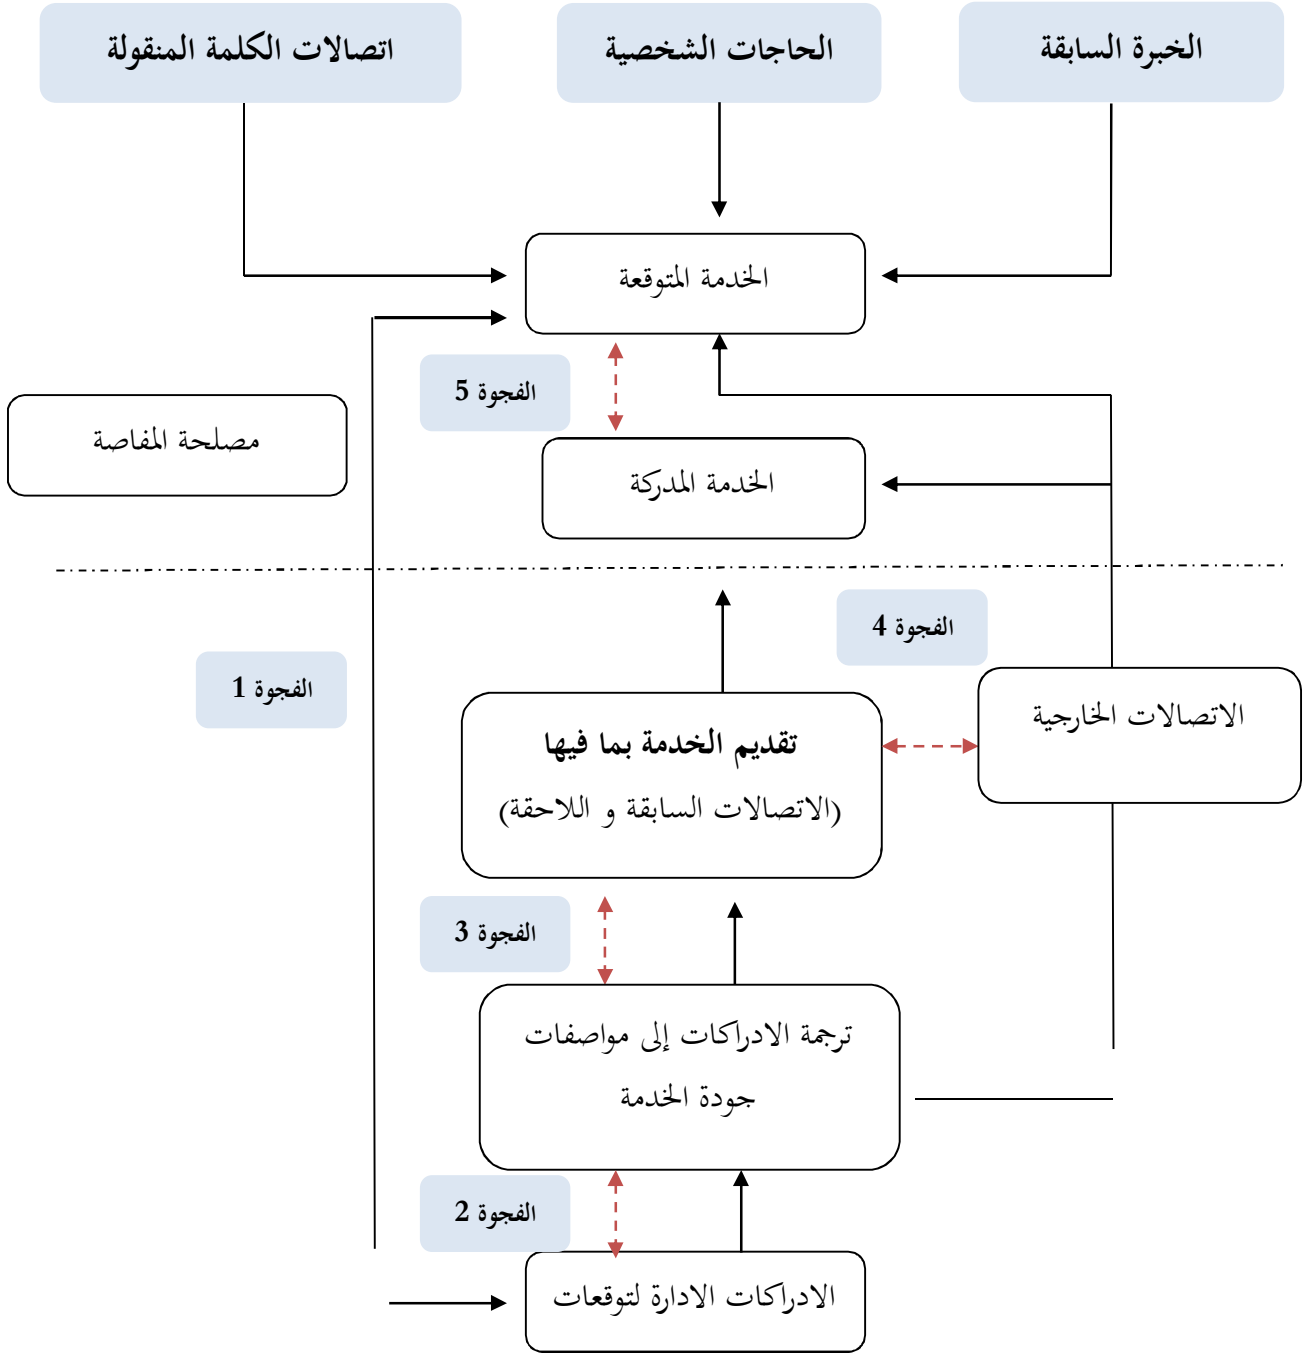 الخبرة السابقة
الحاجات الشخصية
اتصالات الكلمة المنقولة
الخدمة المتوقعة
الفجوة 5
مصلحة المفاصة
الخدمة المدركة
الفجوة 4
الفجوة 1
الاتصالات الخارجية
تقديم الخدمة بما فيها
(الاتصالات السابقة و اللاحقة)
الفجوة 3
ترجمة الادراكات إلى مواصفات
جودة الخدمة
الفجوة 2
الادراكات الادارة لتوقعات